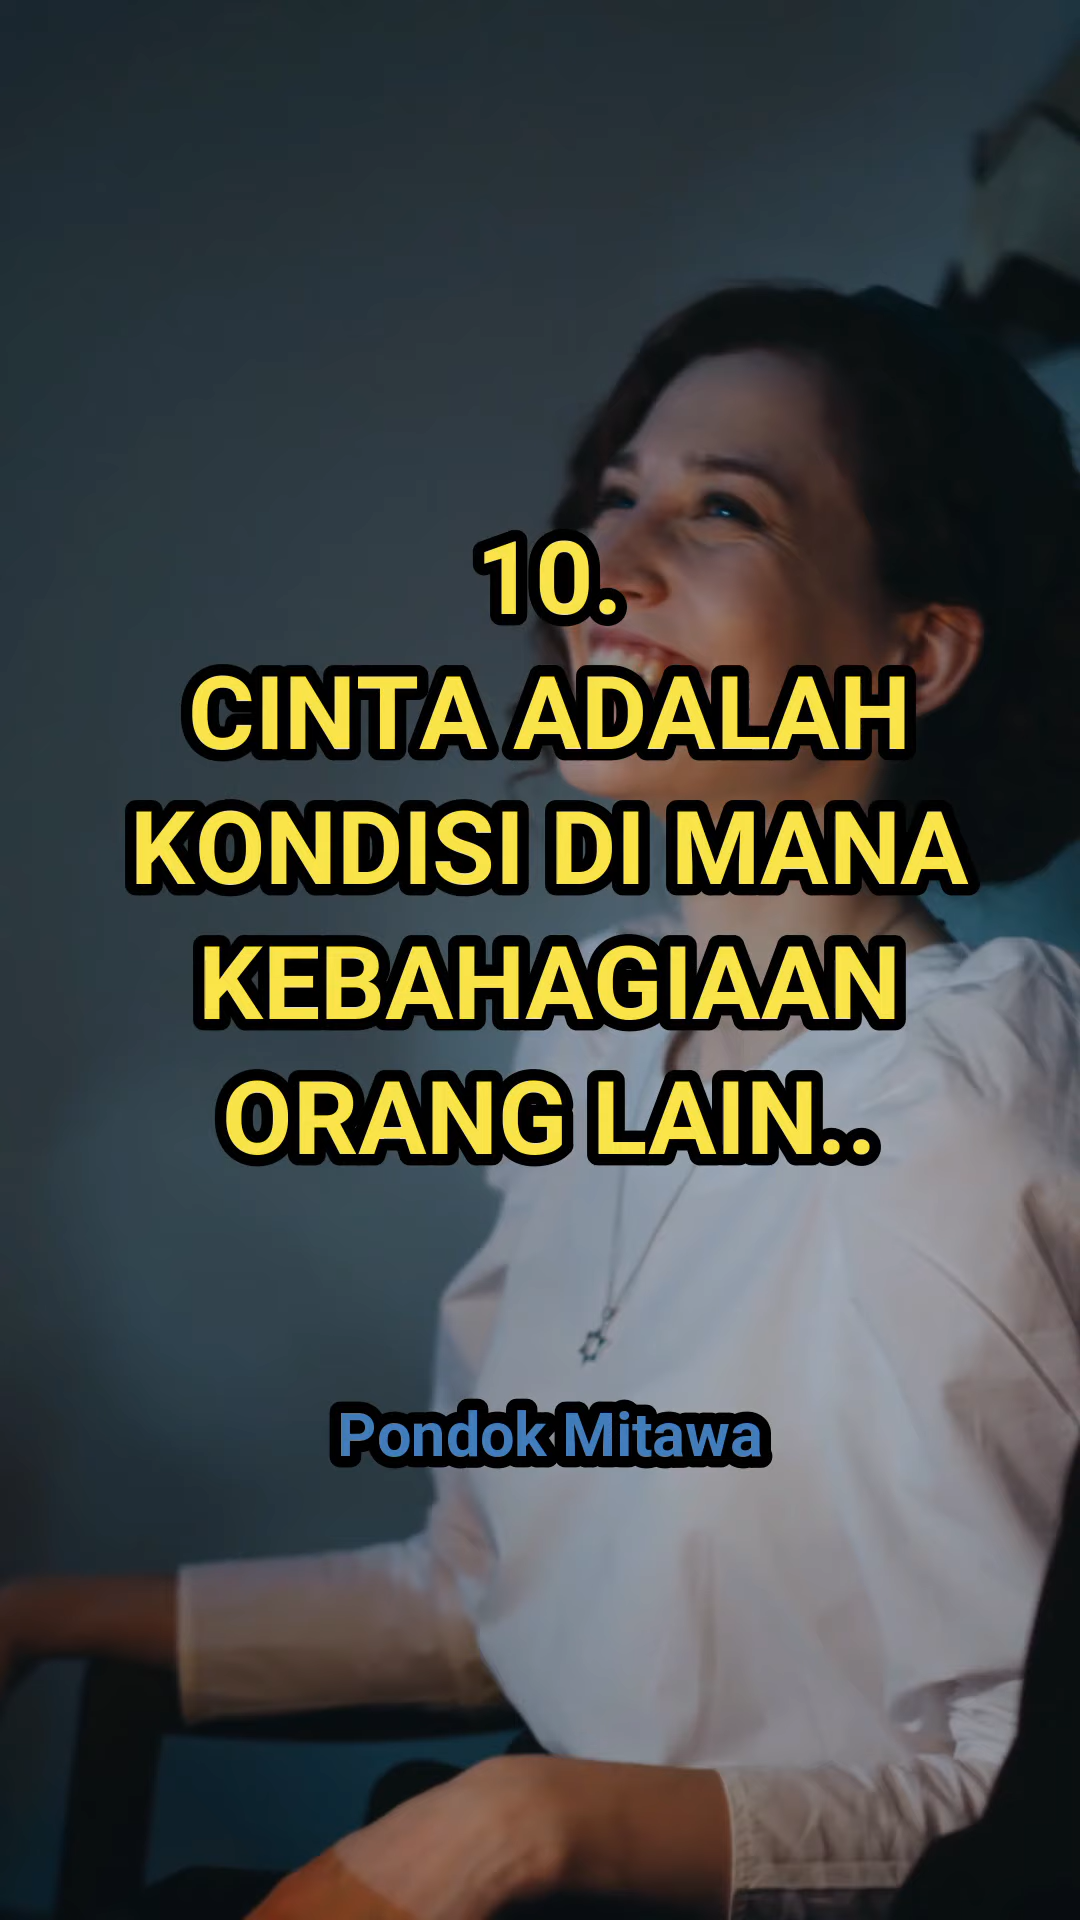 10.
CINTA ADALAH
KONDISI DI MANA
KEBAHAGIAAN
ORANG LAIN..
Pondok Mitawa